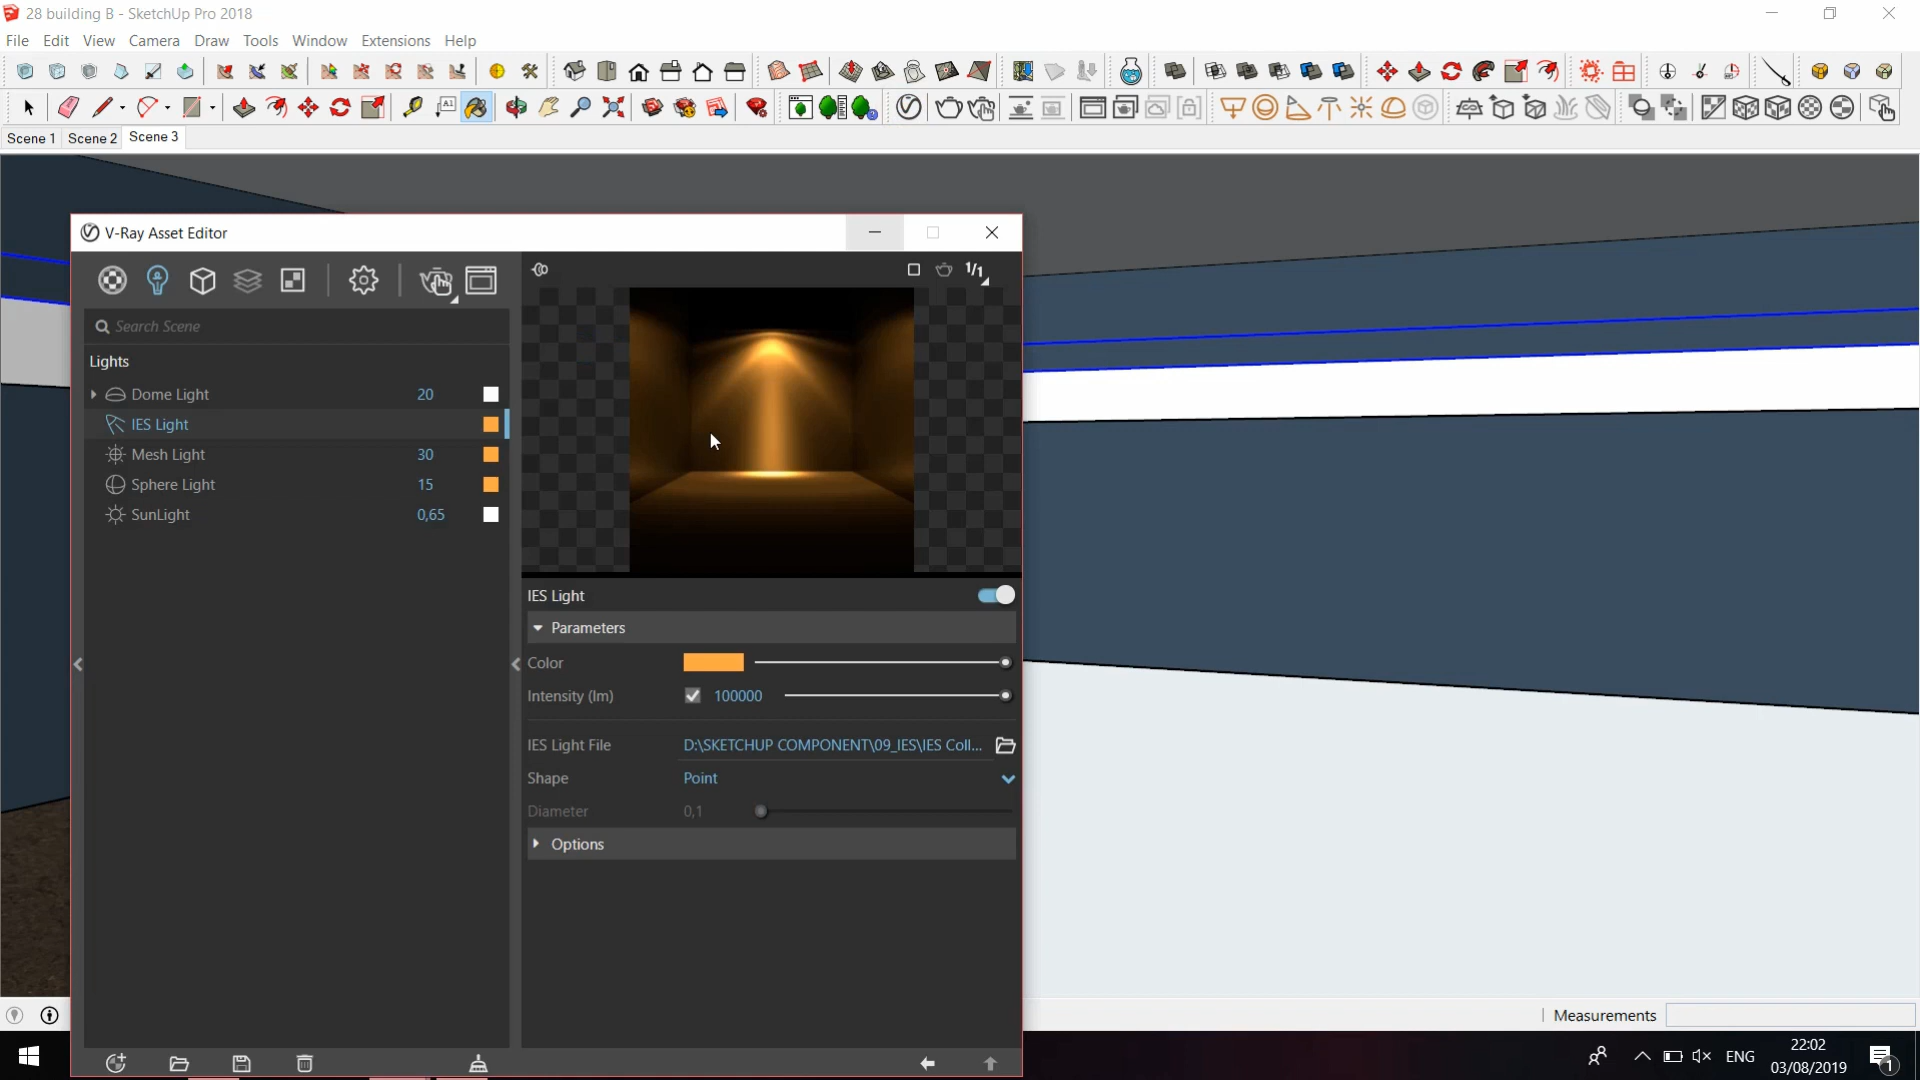 28 building B - SketchUp Pro 2018
File Edit View Camera Draw Tools Window Extensions Help
Scene 1 Scene 2 Scene 3
V-Ray Asset Editor
1/1
Search Scene
Lights
Dome Light 20
IES Light
Mesh Light 30
Sphere Light 15
SunLight 0,65
IES Light
Parameters
Color
Intensity (lm) 100000
IES Light File D:\SKETCHUP COMPONENT\09_IES\IES Coll...
Shape Point
Diameter 0,1
Options
Measurements
ENG
22:02
03/08/2019
1